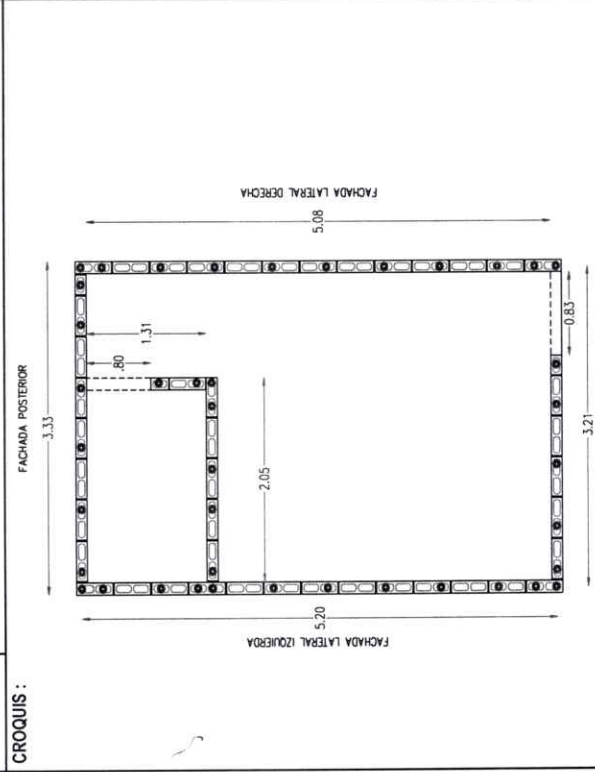 CROQUIS :
FACHADA POSTERIOR
3.33
FACHADA LATERAL DERECHA
5.08
1.31
.80
2.05
5.20
FACHADA LATERAL IZQUIERDA
0.83
3.21